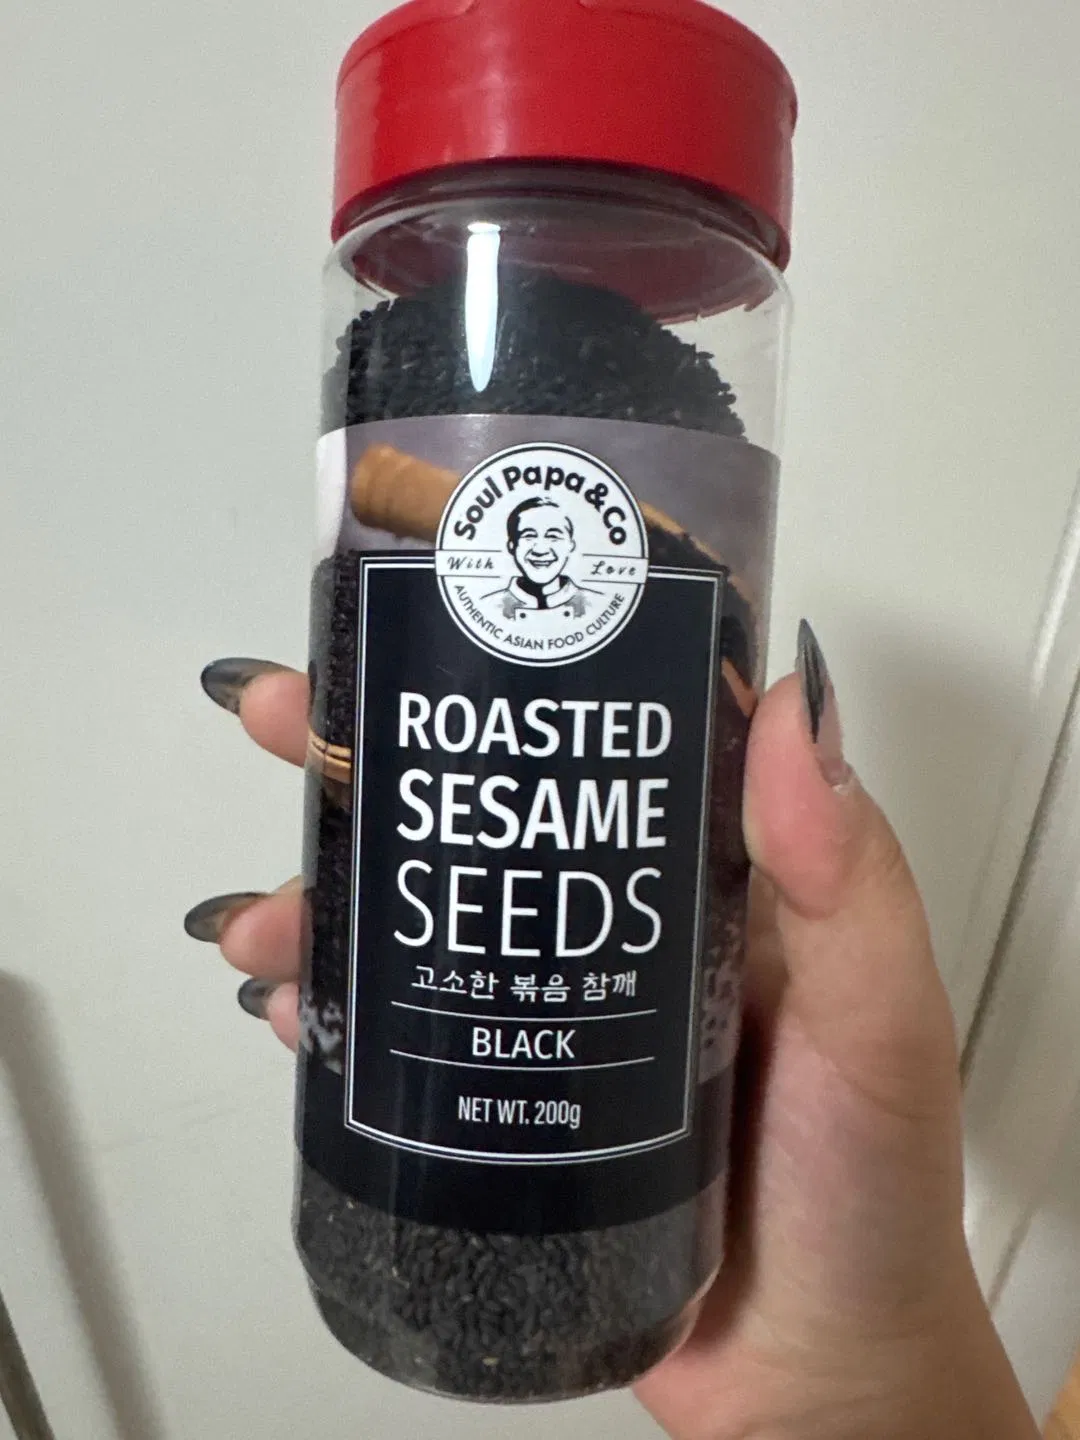 Soul Papa & Co
With Love
AUTHENTIC ASIAN FOOD CULTURE
ROASTED
SESAME
SEEDS
고소한 볶음 참깨
BLACK
NET WT. 200g